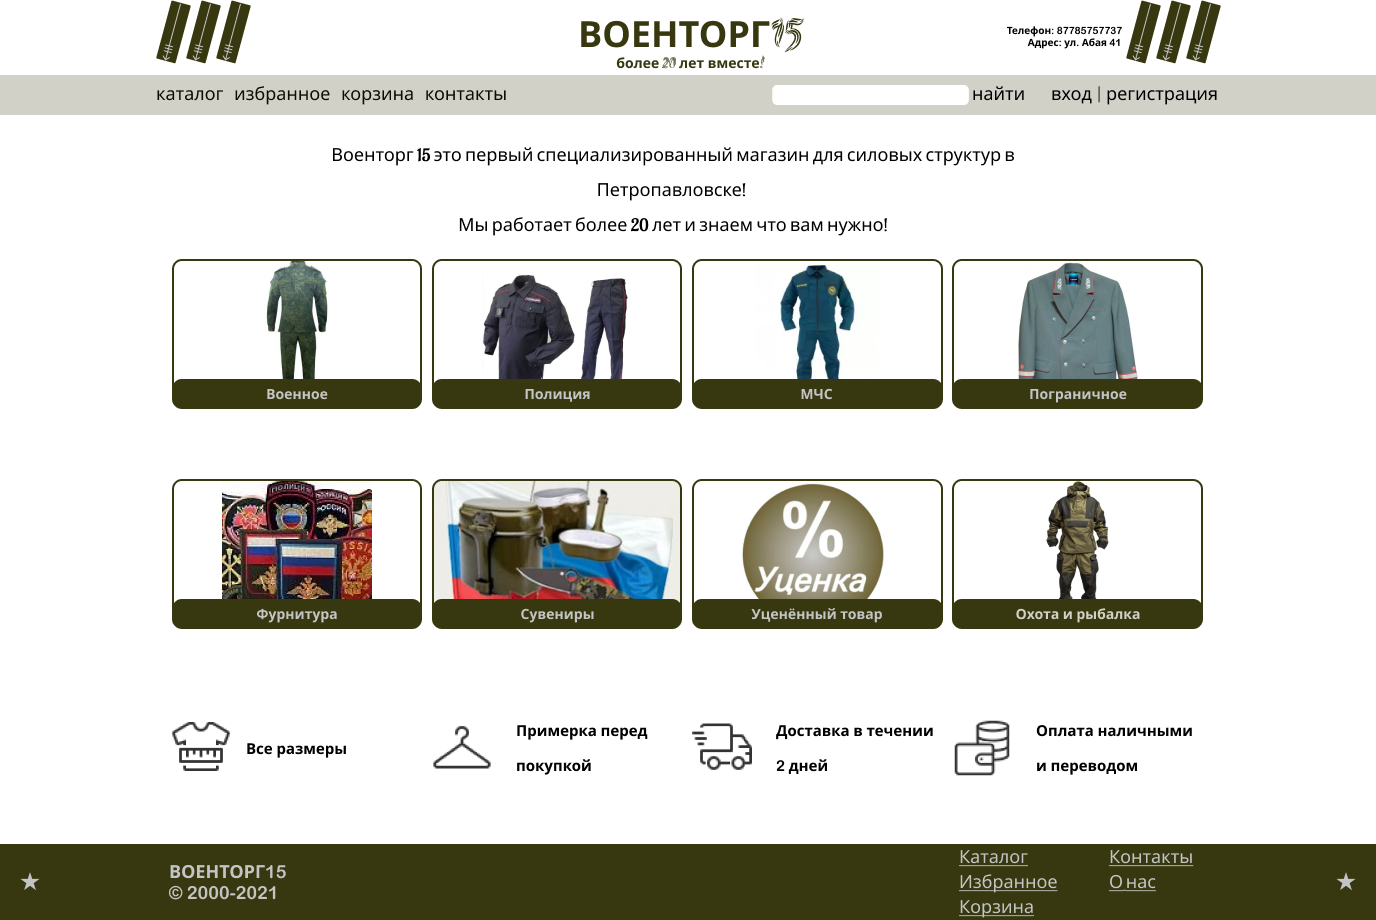 ВОЕНТОРГ15
более 20 лет вместе!
Телефон: 87785757737
Адрес: ул. Абая 41
каталог избранное корзина контакты найти вход | регистрация
Военторг 15 это первый специализированный магазин для силовых структур в
Петропавловске!
Мы работает более 20 лет и знаем что вам нужно!
Военное
Полиция
МЧС
Пограничное
ПОЛИЦИЯ
ПОЛИЦИЯ
РОССИЯ
%
Уценка
Фурнитура
Сувениры
Уценённый товар
Охота и рыбалка
Все размеры
Примерка перед
покупкой
Доставка в течении
2 дней
Оплата наличными
и переводом
ВОЕНТОРГ15
© 2000-2021
Каталог
Избранное
Корзина
Контакты
О нас